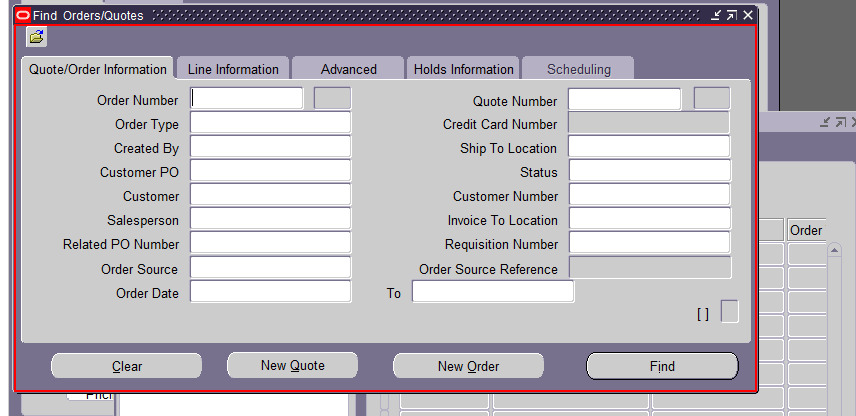 Find Orders/Quotes
Quote/Order Information Line Information Advanced Holds Information Scheduling
Order Number Quote Number
Order Type Credit Card Number
Created By Ship To Location
Customer PO Status
Customer Customer Number
Salesperson Invoice To Location
Related PO Number Requisition Number
Order Source Order Source Reference
Order Date To
[ ]
Clear New Quote New Order Find
Order